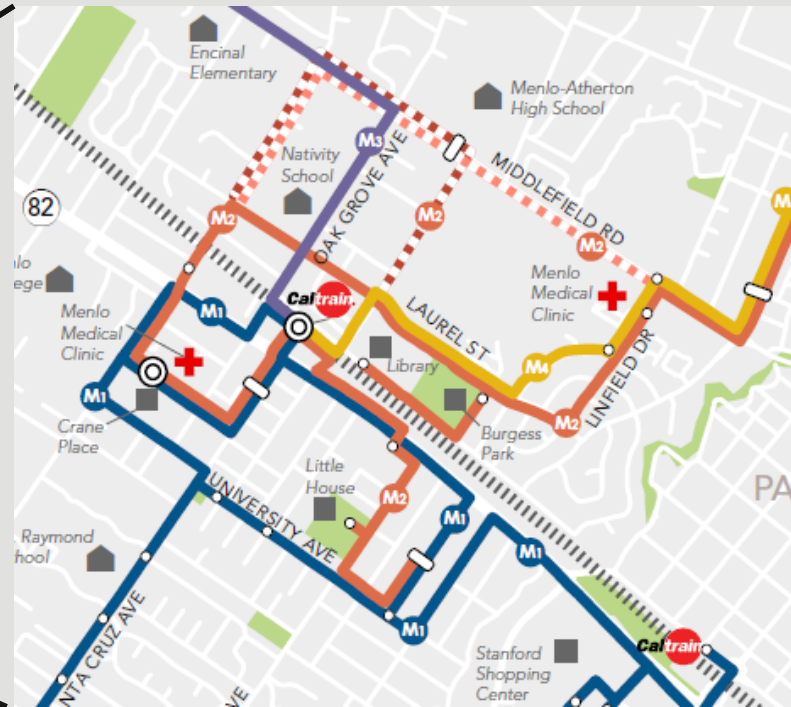 Encinal
Elementary
Menlo-Atherton
High School
M3
Nativity
School
OAK GROVE AVE
MIDDLEFIELD RD
82
M2
M2
M2
Menlo
Medical
Clinic
Caltrain
M1
Menlo
Medical
Clinic
LAUREL ST
Library
M4
LINFIELD DR
M1
Crane
Place
M2
Burgess
Park
Little
House
UNIVERSITY AVE
M2
M1
M1
Raymond
M1
Caltrain
Stanford
Shopping
Center